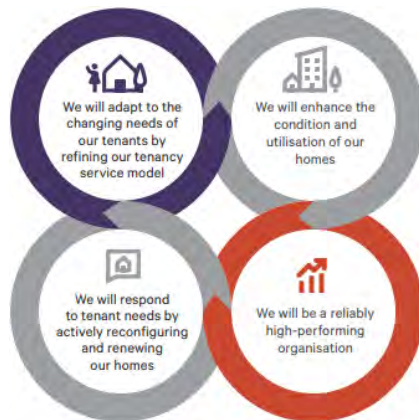 We will adapt to the
changing needs of
our tenants by
refining our tenancy
service model
We will enhance the
condition and
utilisation of our
homes
We will respond
to tenant needs by
actively reconfiguring
and renewing
our homes
We will be a reliably
high-performing
organisation